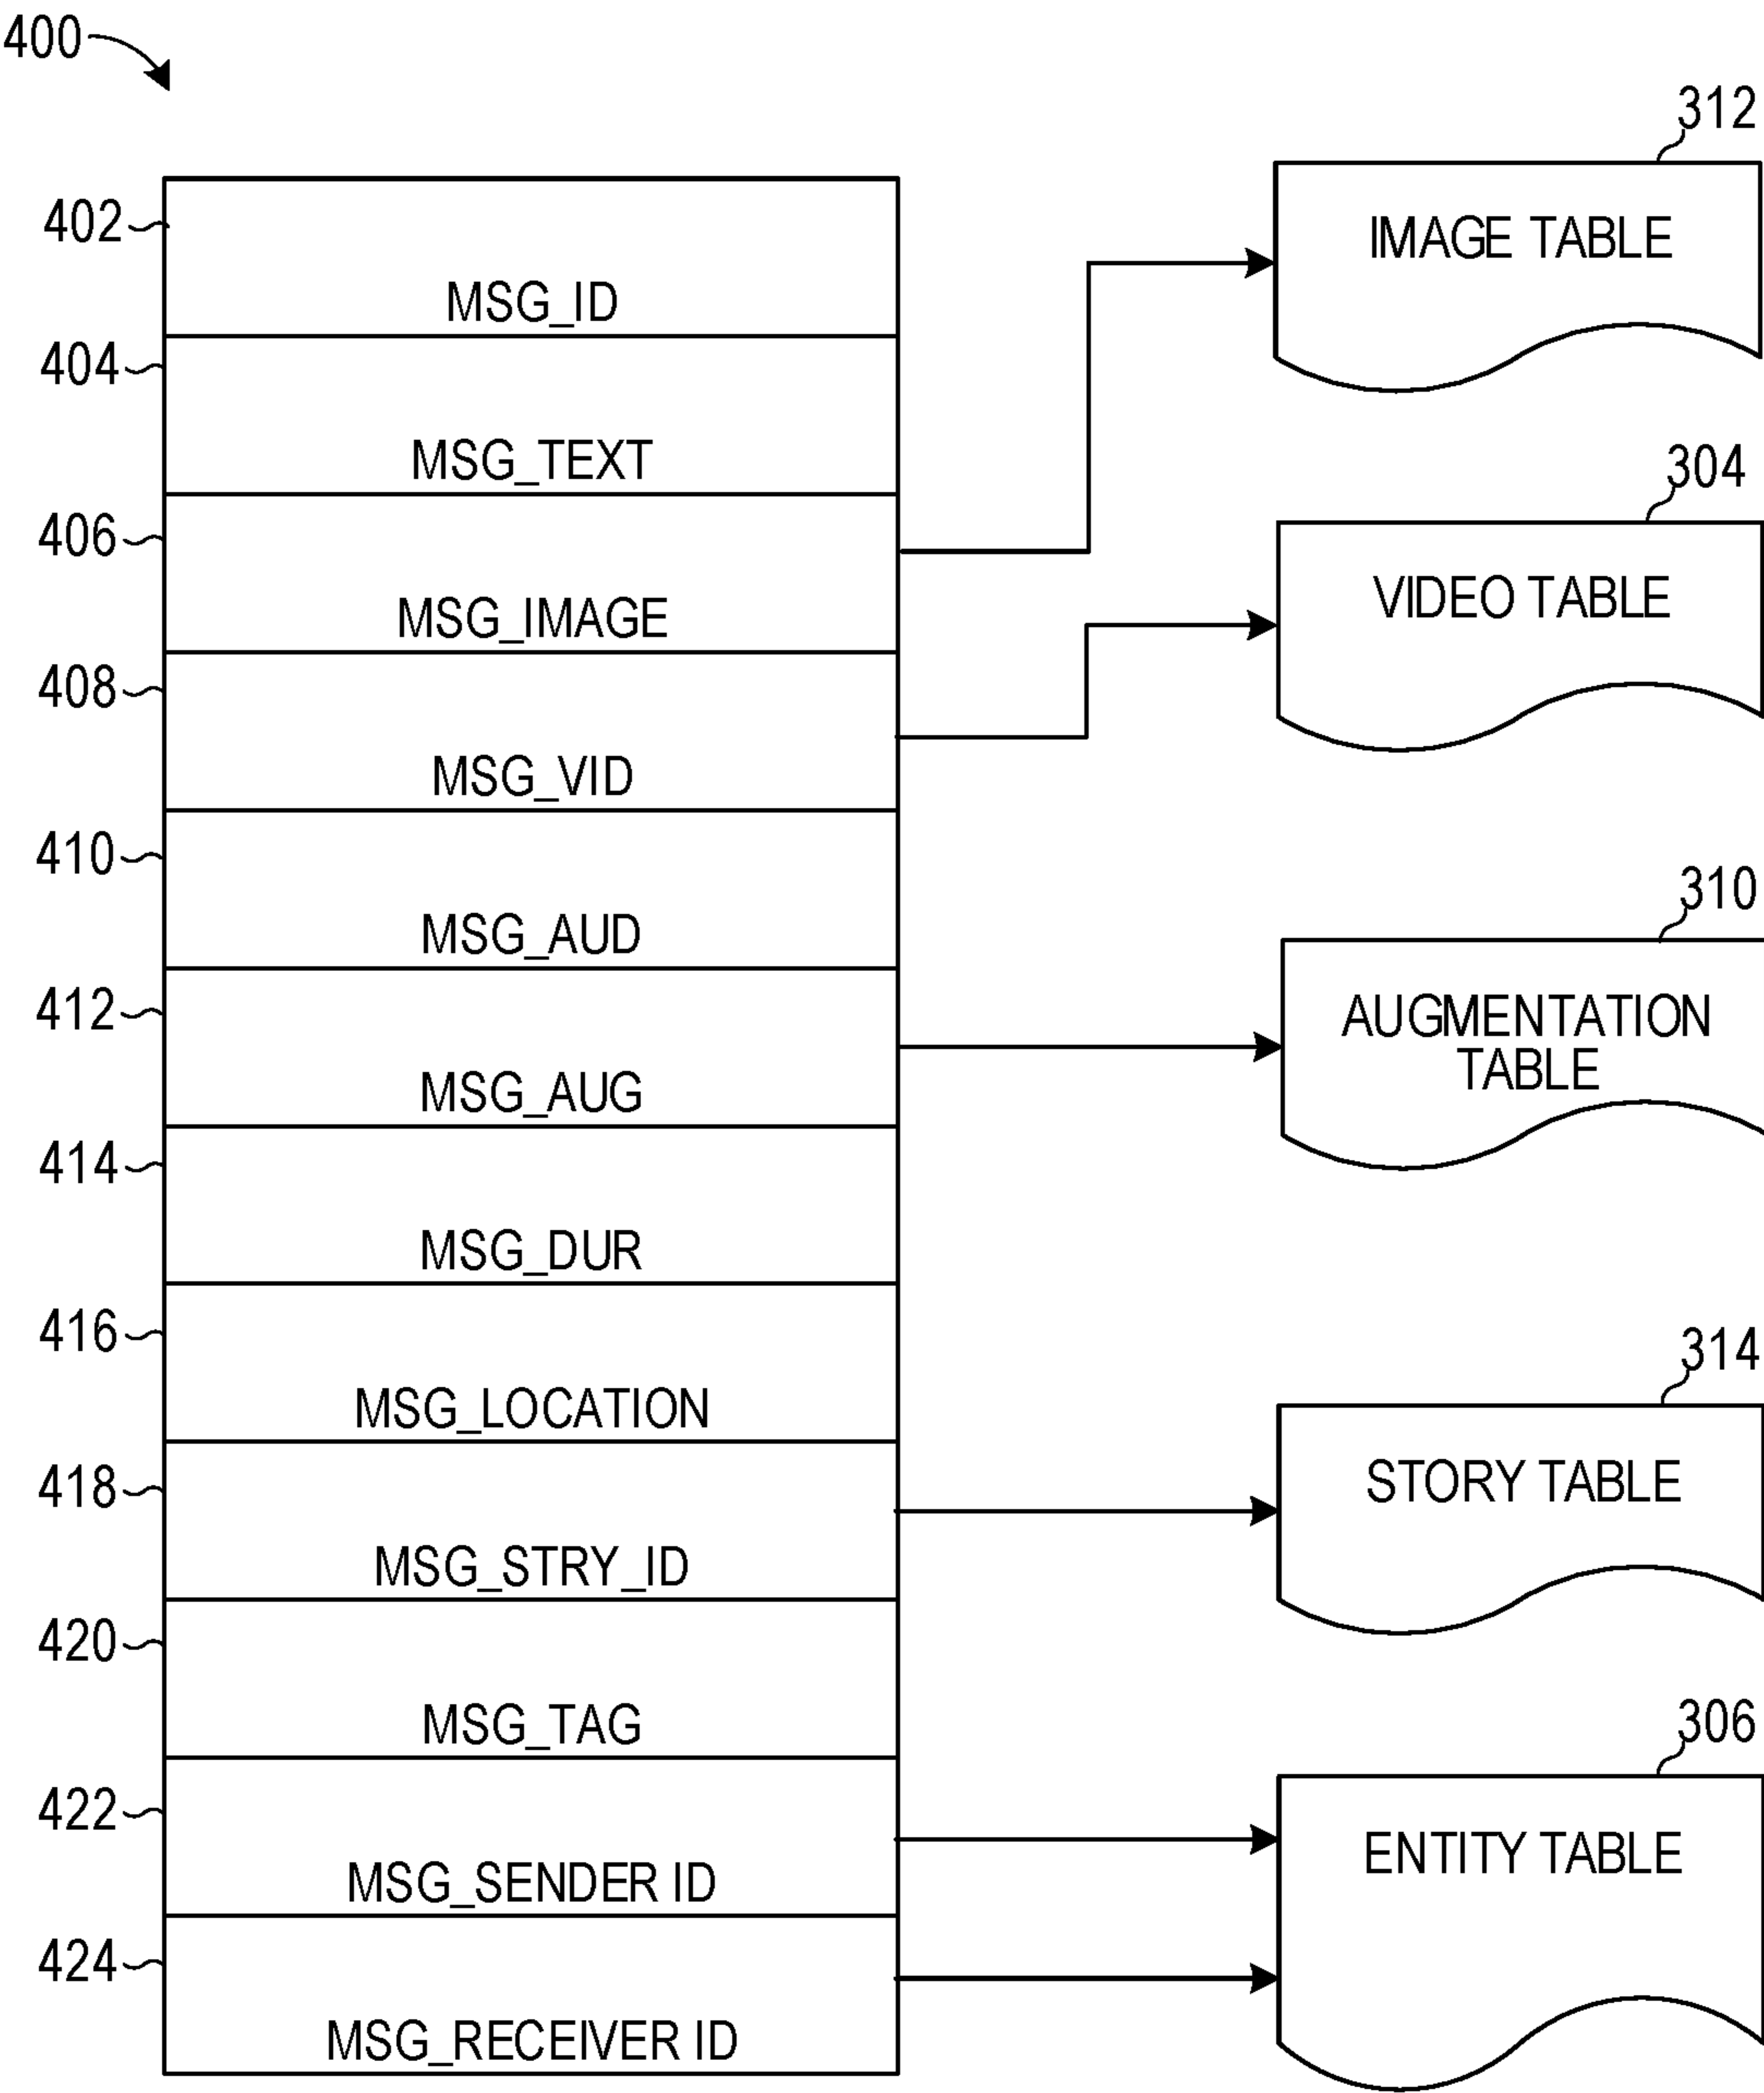 400
312
402
IMAGE TABLE
MSG_ID
404
MSG_TEXT
304
406
VIDEO TABLE
MSG_IMAGE
408
MSG_VID
410
310
MSG_AUD
412
AUGMENTATION
TABLE
MSG_AUG
414
MSG_DUR
416
314
MSG_LOCATION
418
STORY TABLE
MSG_STRY_ID
420
MSG_TAG
306
422
ENTITY TABLE
MSG_SENDER ID
424
MSG_RECEIVER ID